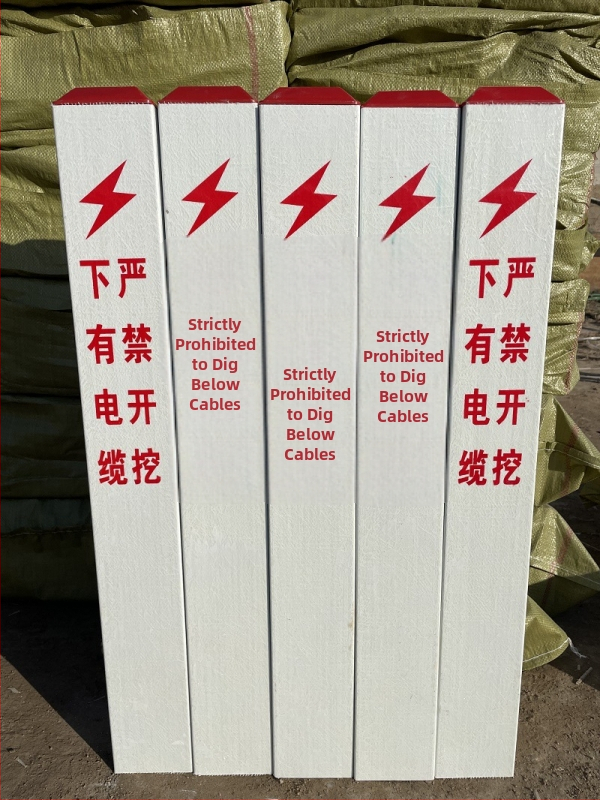 严禁开挖
下有电缆
Strictly
Prohibited
to Dig
Below
Cables
Strictly
Prohibited
to Dig
Below
Cables
Strictly
Prohibited
to Dig
Below
Cables
严禁开挖
下有电缆